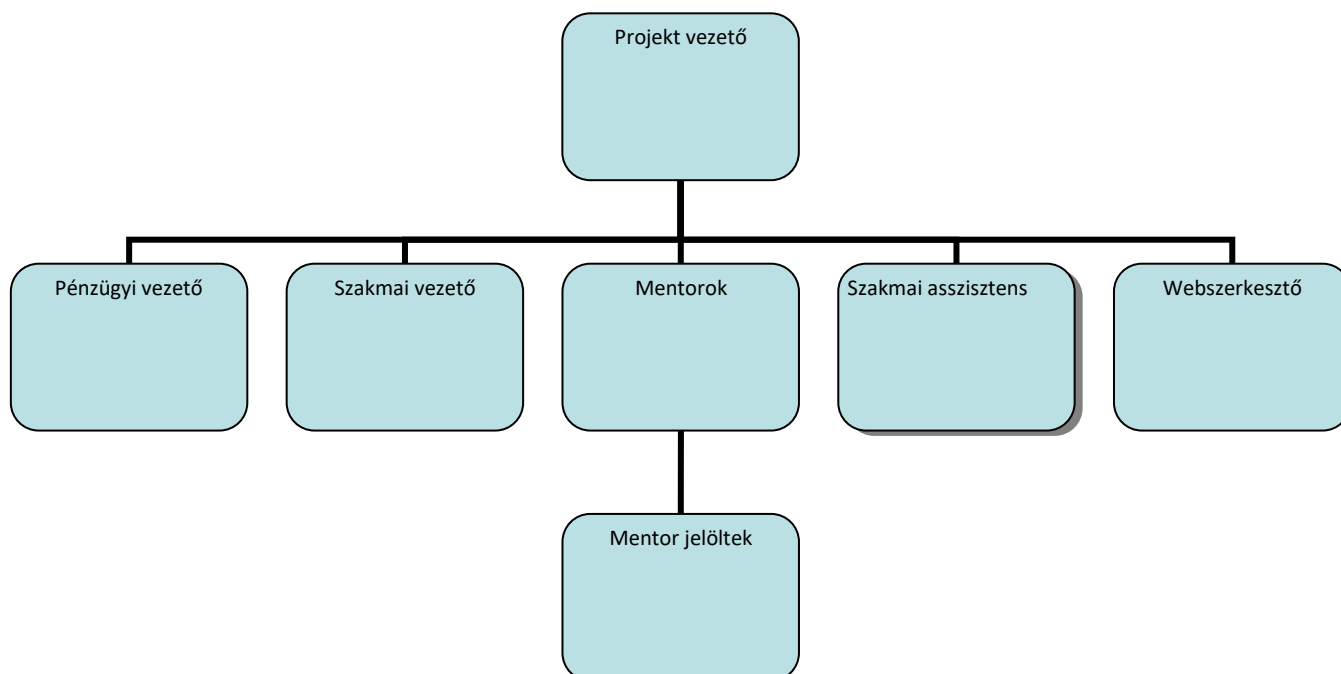 Projekt vezető
Pénzügyi vezető
Szakmai vezető
Mentorok
Szakmai asszisztens
Webszerkesztő
Mentor jelöltek